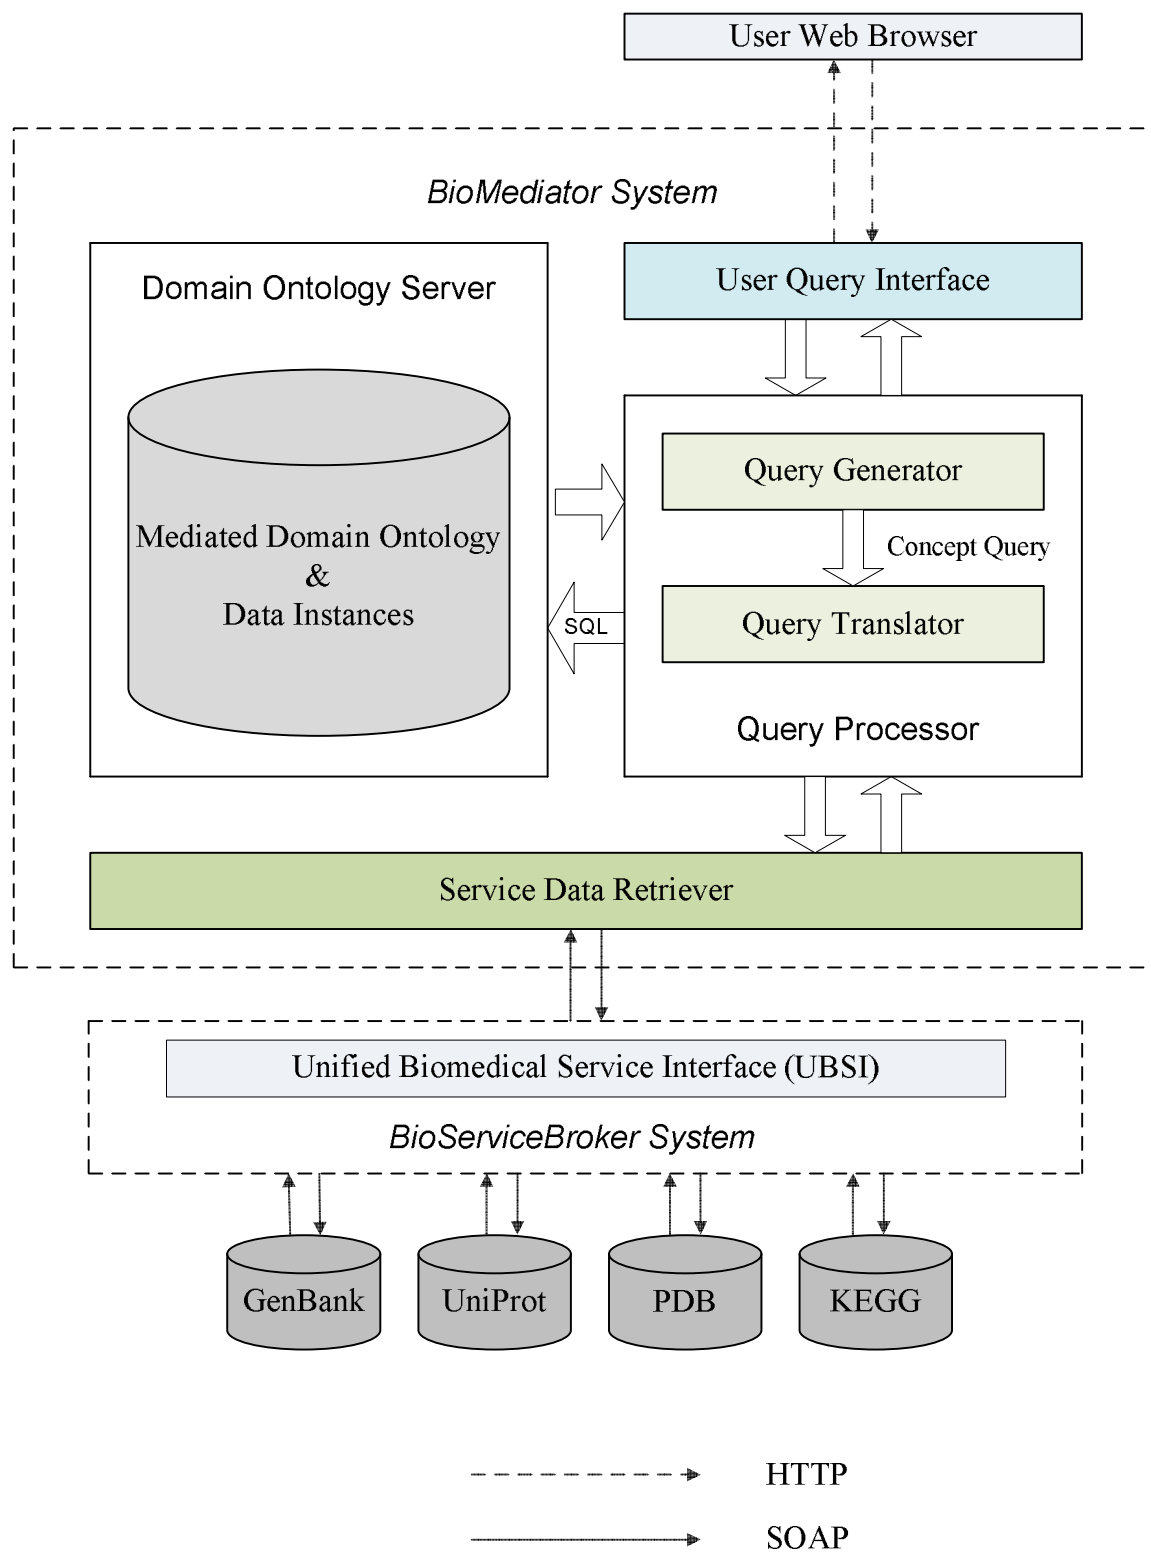 User Web Browser
BioMediator System
Domain Ontology Server
User Query Interface
Mediated Domain Ontology
&
Data Instances
Query Generator
Concept Query
SQL
Query Translator
Query Processor
Service Data Retriever
Unified Biomedical Service Interface (UBSI)
BioServiceBroker System
GenBank
UniProt
PDB
KEGG
HTTP
SOAP